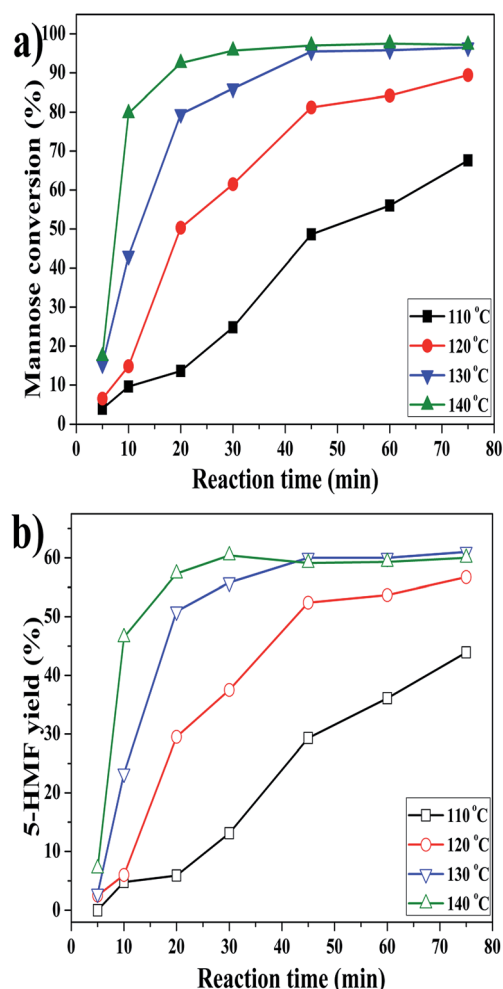 a)
Mannose conversion (%)
100
90
80
70
60
50
40
30
20
10
0
110 °C
120 °C
130 °C
140 °C
0 10 20 30 40 50 60 70 80
Reaction time (min)
b)
5-HMF yield (%)
60
50
40
30
20
10
0
110 °C
120 °C
130 °C
140 °C
0 10 20 30 40 50 60 70 80
Reaction time (min)